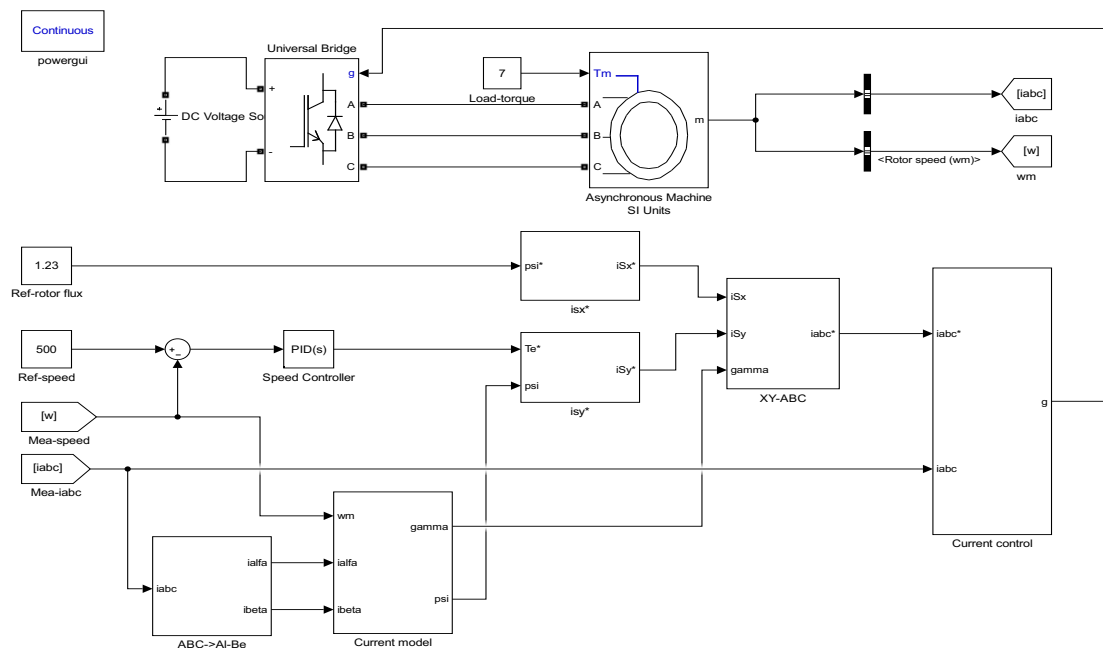 Continuous
powergui
Universal Bridge
g
+
A
B
-
C
+
DC Voltage So
7
Load-torque
Tm
A
B
C
m
Asynchronous Machine
SI Units
[iabc]
iabc
<Rotor speed (wm)>
[w]
wm
1.23
Ref-rotor flux
psi*
iSx*
isx*
500
Ref-speed
+
−
PID(s)
Speed Controller
Te*
psi
iSy*
isy*
iSx
iSy
gamma
iabc*
XY-ABC
iabc*
iabc
g
Current control
[w]
Mea-speed
[iabc]
Mea-iabc
iabc
ialfa
ibeta
ABC->Al-Be
wm
ialfa
ibeta
gamma
psi
Current model